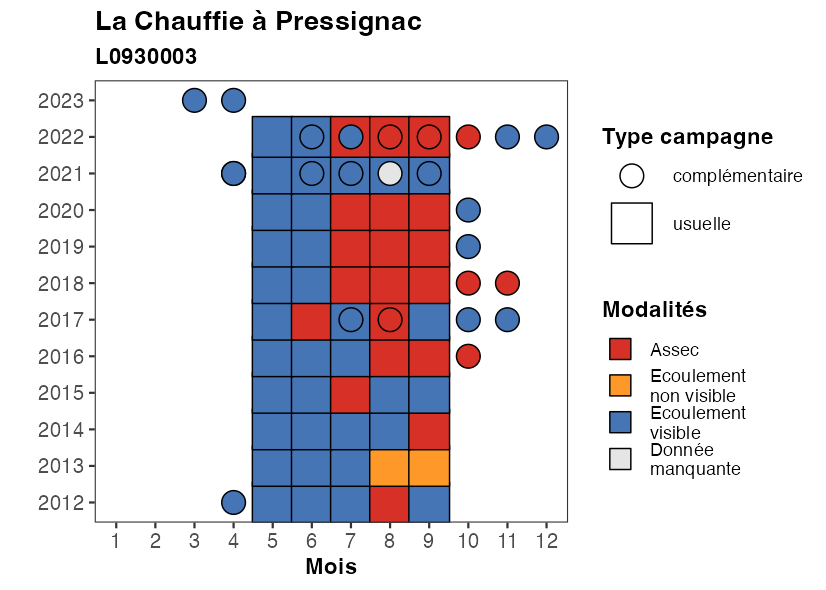 La Chauffie à Pressignac
L0930003
2023
2022
2021
2020
2019
2018
2017
2016
2015
2014
2013
2012
1 2 3 4 5 6 7 8 9 10 11 12
Mois
Type campagne
complémentaire
usuelle
Modalités
Assec
Ecoulement
non visible
Ecoulement
visible
Donnée
manquante